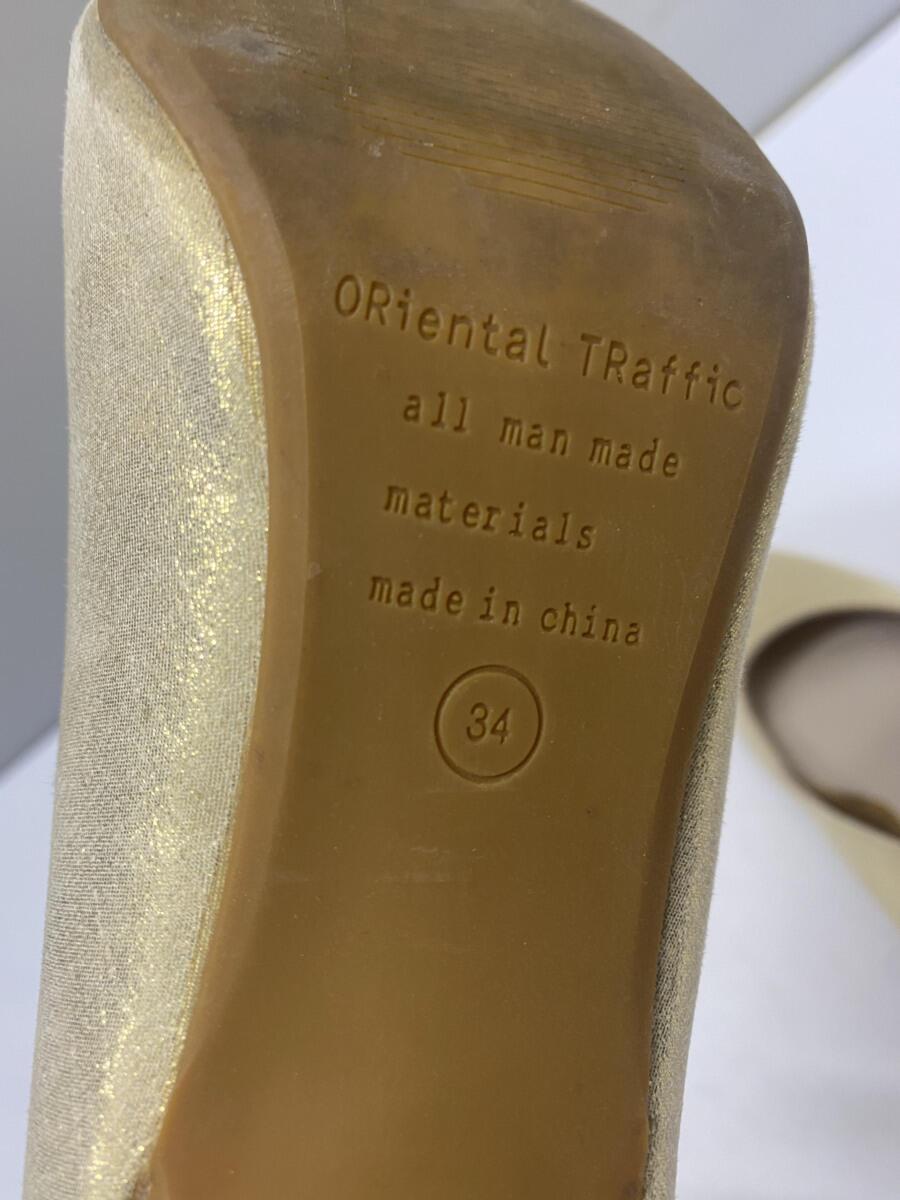 ORiental TRaffic
all man made
materials
made in china
34